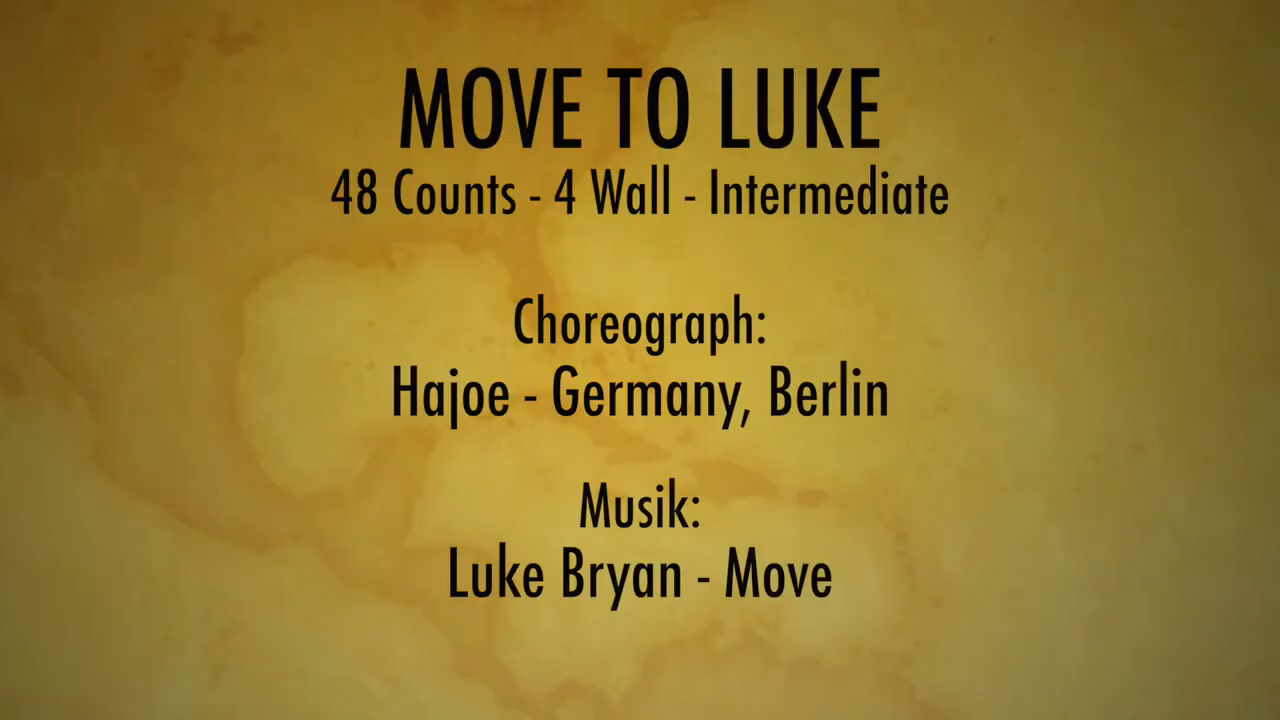 MOVE TO LUKE
48 Counts - 4 Wall - Intermediate
Choreograph:
Hajoe - Germany, Berlin
Musik:
Luke Bryan - Move